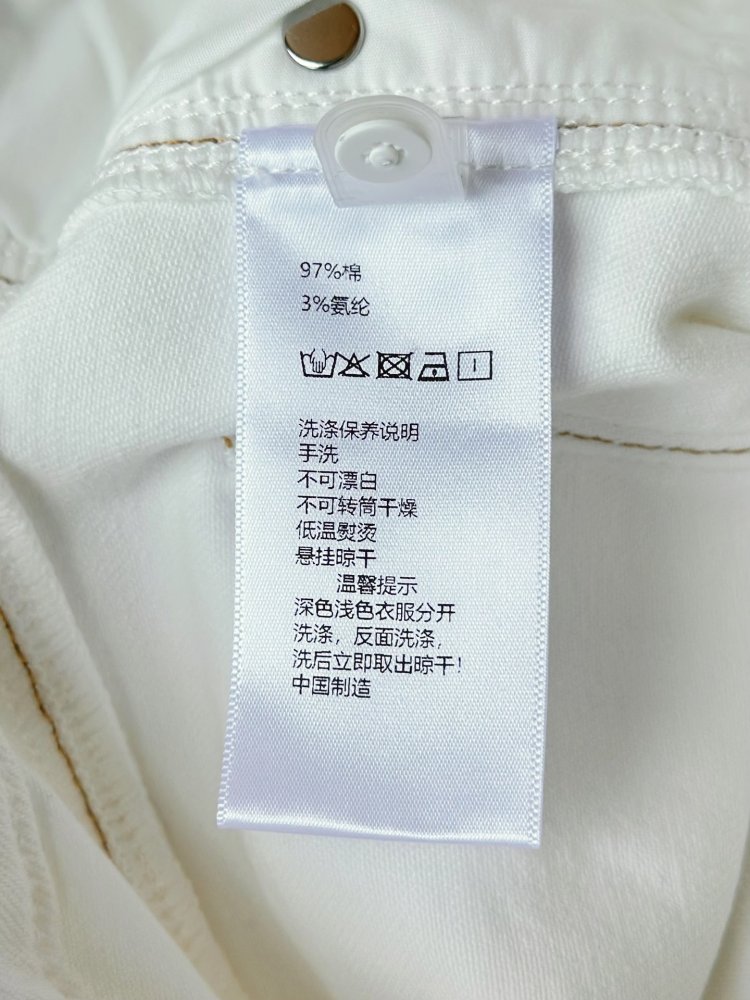 97%棉
3%氨纶
洗涤保养说明
手洗
不可漂白
不可转筒干燥
低温熨烫
悬挂晾干
温馨提示
深色浅色衣服分开
洗涤，反面洗涤，
洗后立即取出晾干！
中国制造